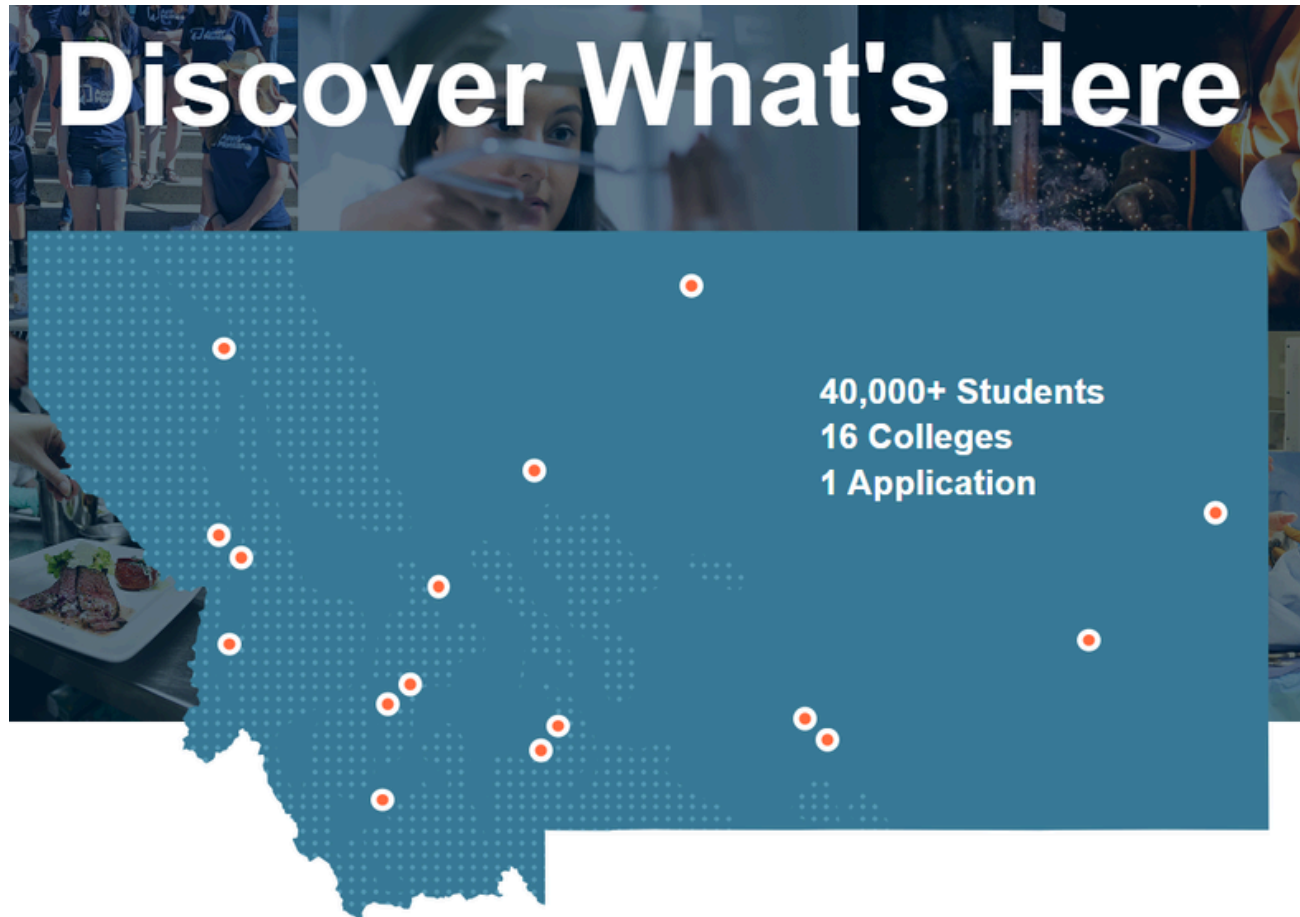 Discover What's Here
40,000+ Students
16 Colleges
1 Application